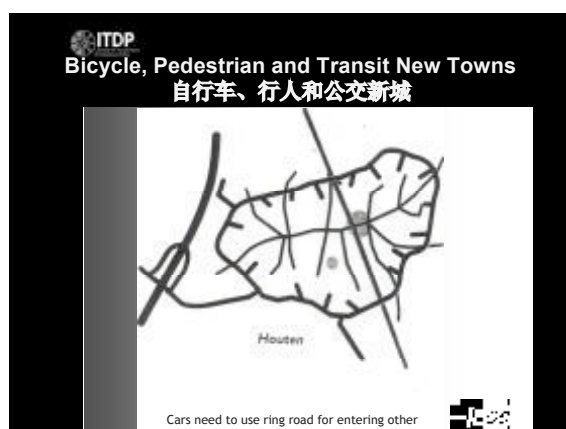 ITDP
Bicycle, Pedestrian and Transit New Towns
自行车、行人和公交新城
Houten
Cars need to use ring road for entering other